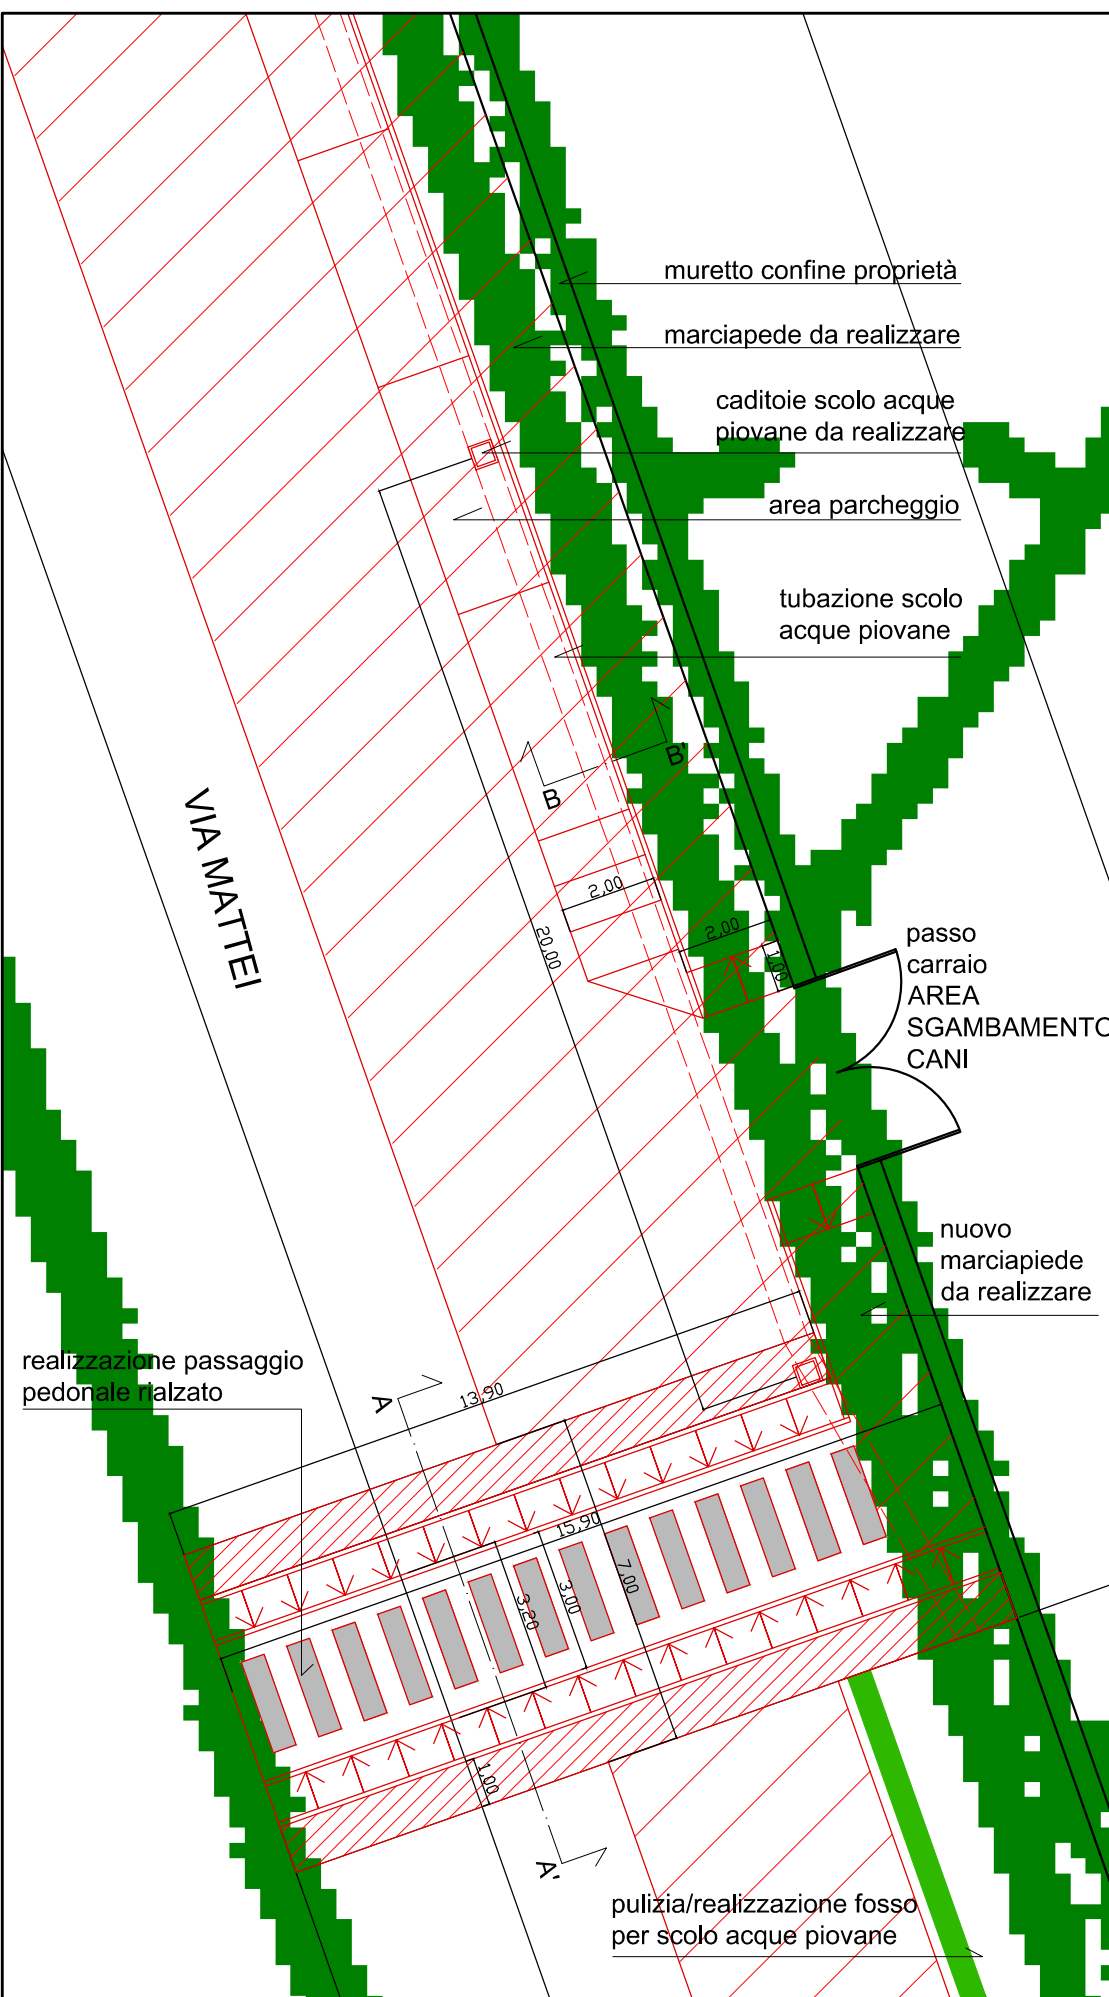 muretto confine proprietà
marciapede da realizzare
caditoie scolo acque
piovane da realizzare
area parcheggio
tubazione scolo
acque piovane
B'
B
VIA MATTEI
2,00
2,00
20,00
1,00
passo
carraio
AREA
SGAMBAMENTO
CANI
nuovo
marciapiede
da realizzare
realizzazione passaggio
pedonale rialzato
A
13,90
15,90
7,00
3,00
3,20
1,00
A'
pulizia/realizzazione fosso
per scolo acque piovane